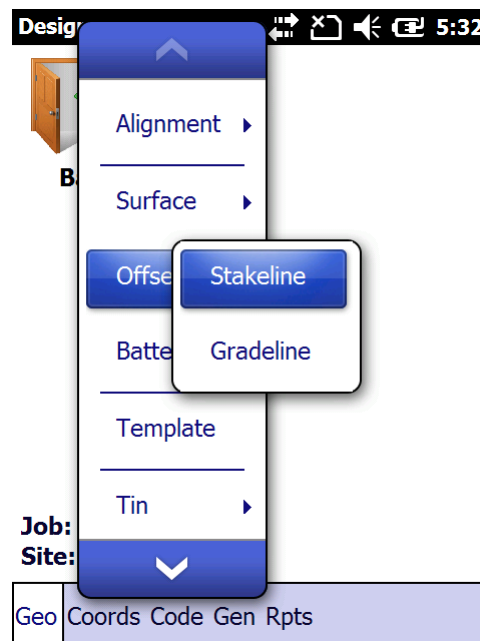 Desig 5:32
Alignment
B
Surface
Offse Stakeline
Batte Gradeline
Template
Tin
Job:
Site:
Geo Coords Code Gen Rpts